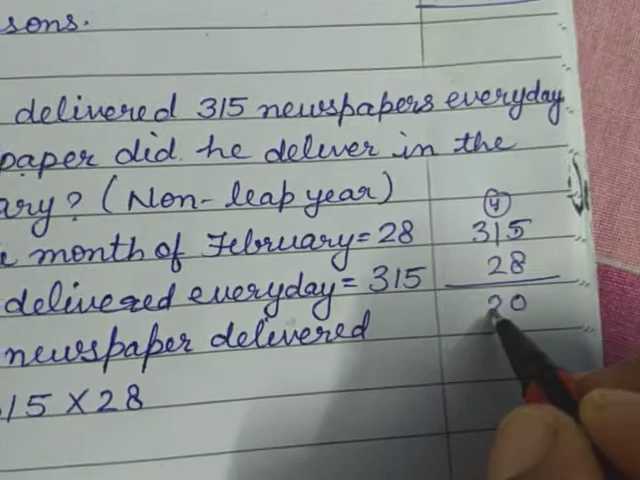 sons.
delivered 315 newspapers everyday
paper did he deliver in the
ary? (Non-leap year)
4
month of February = 28
315
28
delivered everyday = 315
20
newspaper delivered
15 × 28